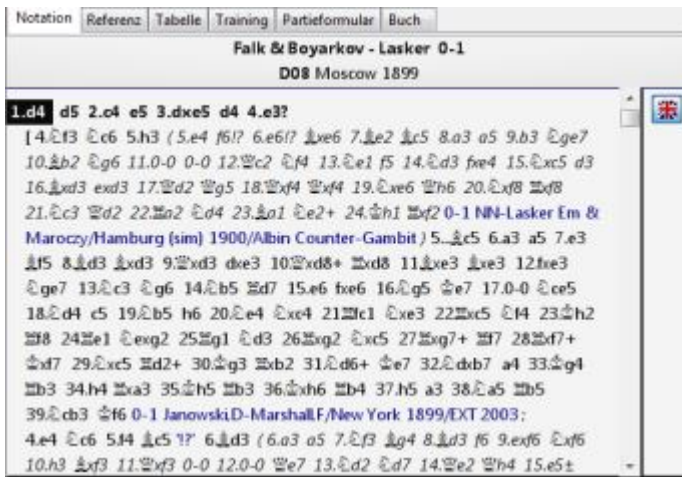 Notation Referenz Tabelle Training Partieformular Buch
Falk & Boyarkov - Lasker 0-1
D08 Moscow 1899
1.d4 d5 2.c4 e5 3.dxe5 d4 4.e3?
[ 4.♘f3 ♘c6 5.h3 ( 5.e4 f6!? 6.e6!? ♗xe6 7.♗e2 ♗c5 8.a3 a5 9.b3 ♘ge7
10.♗b2 ♘g6 11.0-0 0-0 12.♕c2 ♘f4 13.♘e1 f5 14.♘d3 fxe4 15.♘xc5 d3
16.♗xd3 exd3 17.♕d2 ♕g5 18.♕xf4 ♕xf4 19.♘xe6 ♕h6 20.♘xf8 ♖xf8
21.♘c3 ♕d2 22.♖a2 ♘d4 23.♗a1 ♘e2+ 24.♔h1 ♖xf2 0-1 NN-Lasker Em &
Maroczy/Hamburg (sim) 1900/Albin Counter-Gambit ) 5...♗c5 6.a3 a5 7.e3
♗f5 8.♗d3 ♗xd3 9.♕xd3 dxe3 10.♕xd8+ ♖xd8 11.♗xe3 ♗xe3 12.fxe3
♘ge7 13.♘c3 ♘g6 14.♘b5 ♖d7 15.e6 fxe6 16.♘g5 ♔e7 17.0-0 ♘ce5
18.♘d4 c5 19.♘b5 h6 20.♘e4 ♘xc4 21.♖fc1 ♘xe3 22.♖xc5 ♘f4 23.♔h2
♖f8 24.♖e1 ♘exg2 25.♖g1 ♘d3 26.♖xg2 ♘xc5 27.♖xg7+ ♖f7 28.♖xf7+
♔xf7 29.♘xc5 ♖d2+ 30.♔g3 ♖xb2 31.♘d6+ ♔e7 32.♘dxb7 a4 33.♔g4
♖b3 34.h4 ♖xa3 35.♔h5 ♖b3 36.♔xh6 ♖b4 37.h5 a3 38.♘a5 ♖b5
39.♘cb3 ♔f6 0-1 Janowski,D-Marshall,F/New York 1899/EXT 2003;
4.e4 ♘c6 5.f4 ♗c5 '!?' 6.♗d3 ( 6.a3 a5 7.♘f3 ♗g4 8.♗d3 f6 9.exf6 ♘xf6
10.h3 ♗xf3 11.♕xf3 0-0 12.0-0 ♕e7 13.♘d2 ♘d7 14.♕e2 ♕h4 15.e5±